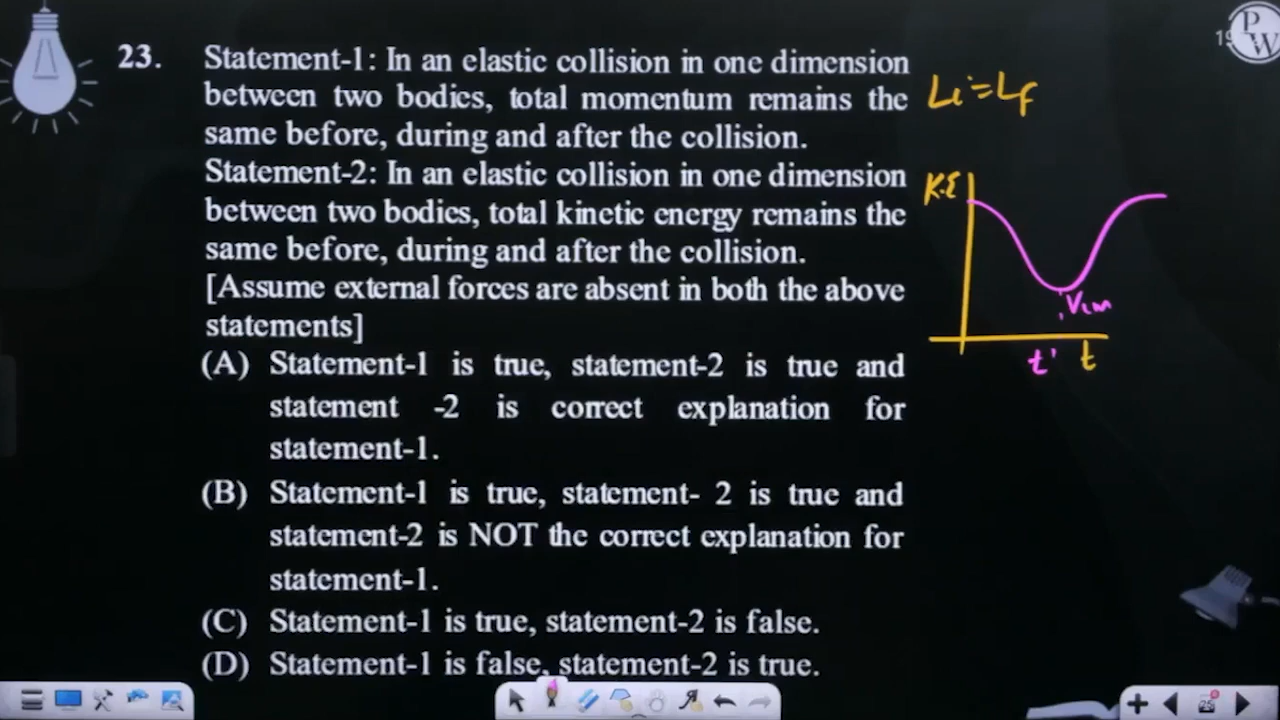 23. Statement-1: In an elastic collision in one dimension
between two bodies, total momentum remains the
same before, during and after the collision.
Statement-2: In an elastic collision in one dimension
between two bodies, total kinetic energy remains the
same before, during and after the collision.
[Assume external forces are absent in both the above
statements]
(A) Statement-1 is true, statement-2 is true and
statement -2 is correct explanation for
statement-1.
(B) Statement-1 is true, statement- 2 is true and
statement-2 is NOT the correct explanation for
statement-1.
(C) Statement-1 is true, statement-2 is false.
(D) Statement-1 is false, statement-2 is true.
Li=Lf
K.E
Vcm
t' t
PW
25